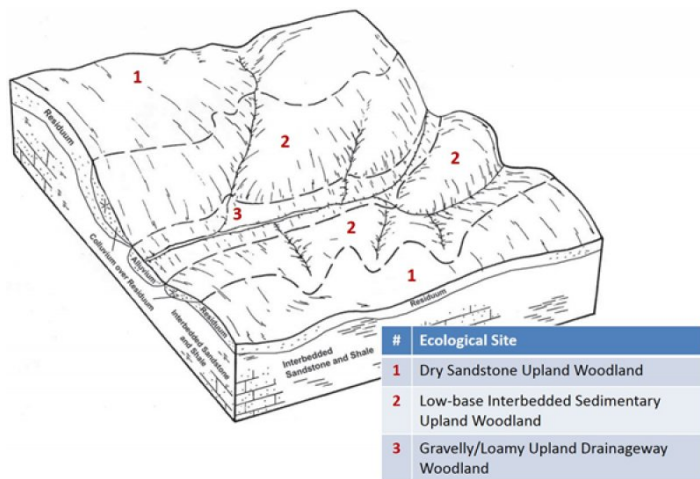 1
2
2
3
2
1
Residuum
Colluvium over Residuum
Alluvium
Residuum
Interbedded Sandstone
and Shale
Residuum
Interbedded
Sandstone and Shale
# Ecological Site
1 Dry Sandstone Upland Woodland
2 Low-base Interbedded Sedimentary
Upland Woodland
3 Gravelly/Loamy Upland Drainageway
Woodland